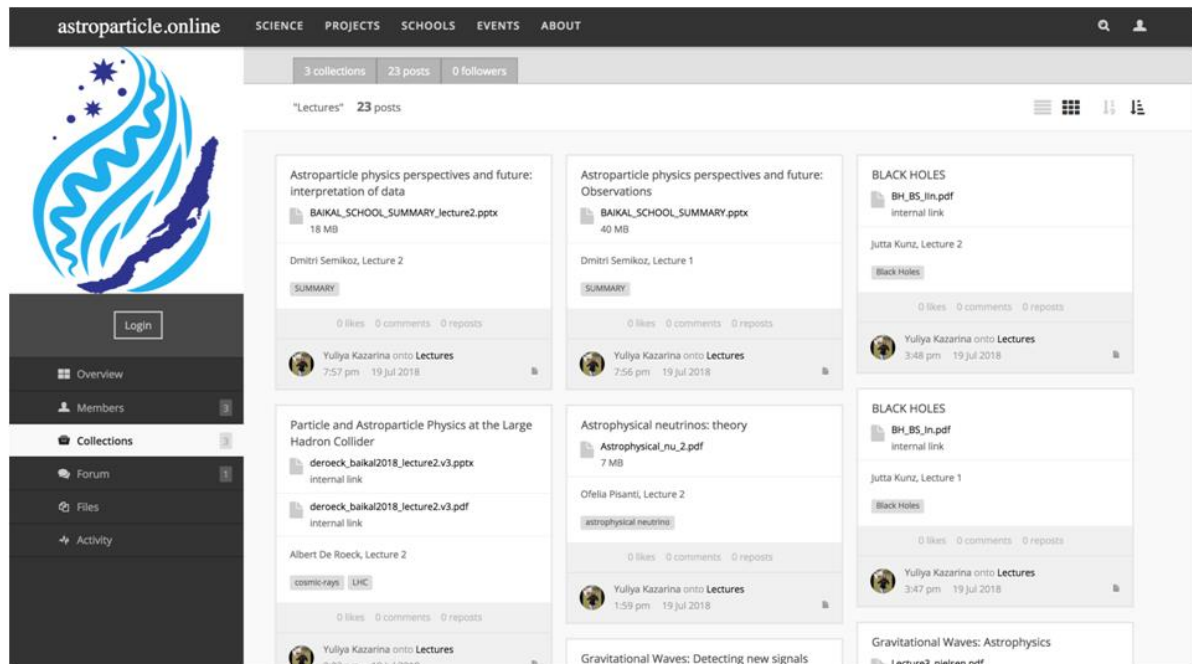 astroparticle.online
SCIENCE PROJECTS SCHOOLS EVENTS ABOUT
3 collections 23 posts 0 followers
"Lectures" 23 posts
Login
Overview
Members 3
Collections 3
Forum 1
Files
Activity
Astroparticle physics perspectives and future:
interpretation of data
BAIKAL_SCHOOL_SUMMARY_lecture2.pptx
18 MB
Dmitri Semikoz, Lecture 2
SUMMARY
0 likes 0 comments 0 reposts
Yuliya Kazarina onto Lectures
7:57 pm 19 Jul 2018
Particle and Astroparticle Physics at the Large
Hadron Collider
deroeck_baikal2018_lecture2.v3.pptx
internal link
deroeck_baikal2018_lecture2.v3.pdf
internal link
Albert De Roeck, Lecture 2
cosmic-rays LHC
0 likes 0 comments 0 reposts
Yuliya Kazarina onto Lectures
Astroparticle physics perspectives and future:
Observations
BAIKAL_SCHOOL_SUMMARY.pptx
40 MB
Dmitri Semikoz, Lecture 1
SUMMARY
0 likes 0 comments 0 reposts
Yuliya Kazarina onto Lectures
7:56 pm 19 Jul 2018
Astrophysical neutrinos: theory
Astrophysical_nu_2.pdf
7 MB
Ofelia Pisanti, Lecture 2
astrophysical neutrino
0 likes 0 comments 0 reposts
Yuliya Kazarina onto Lectures
1:59 pm 19 Jul 2018
Gravitational Waves: Detecting new signals
BLACK HOLES
BH_BS_IIn.pdf
internal link
Jutta Kunz, Lecture 2
Black Holes
0 likes 0 comments 0 reposts
Yuliya Kazarina onto Lectures
3:48 pm 19 Jul 2018
BLACK HOLES
BH_BS_In.pdf
internal link
Jutta Kunz, Lecture 1
Black Holes
0 likes 0 comments 0 reposts
Yuliya Kazarina onto Lectures
3:47 pm 19 Jul 2018
Gravitational Waves: Astrophysics
Lecture3_nielsen.pdf